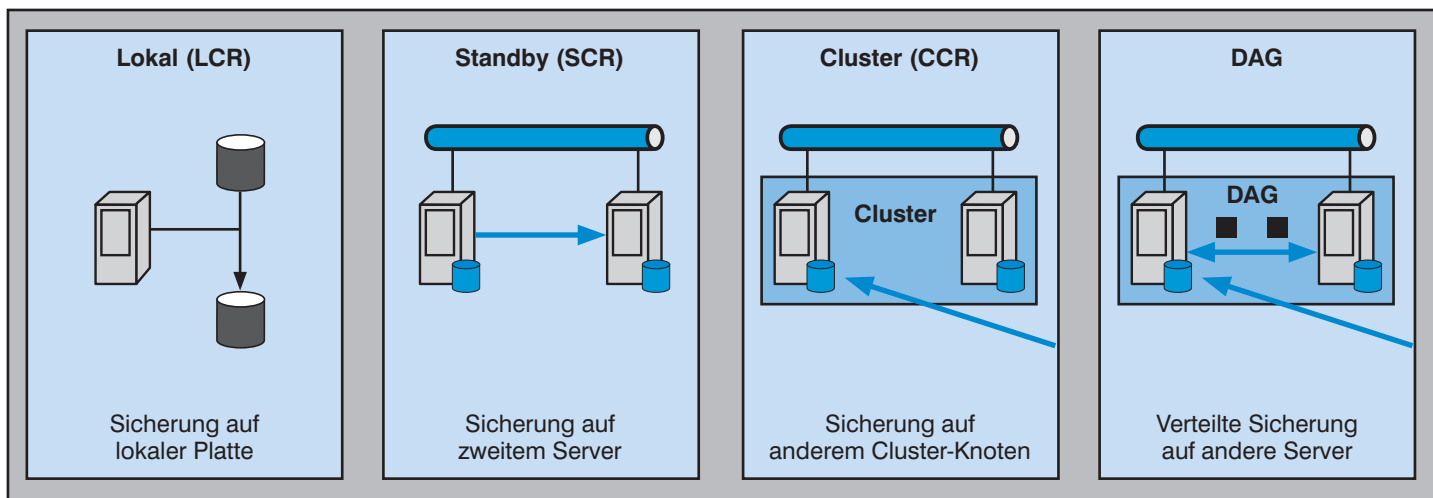 Lokal (LCR)
Sicherung auf
lokaler Platte
Standby (SCR)
Sicherung auf
zweitem Server
Cluster (CCR)
Cluster
Sicherung auf
anderem Cluster-Knoten
DAG
DAG
Verteilte Sicherung
auf andere Server